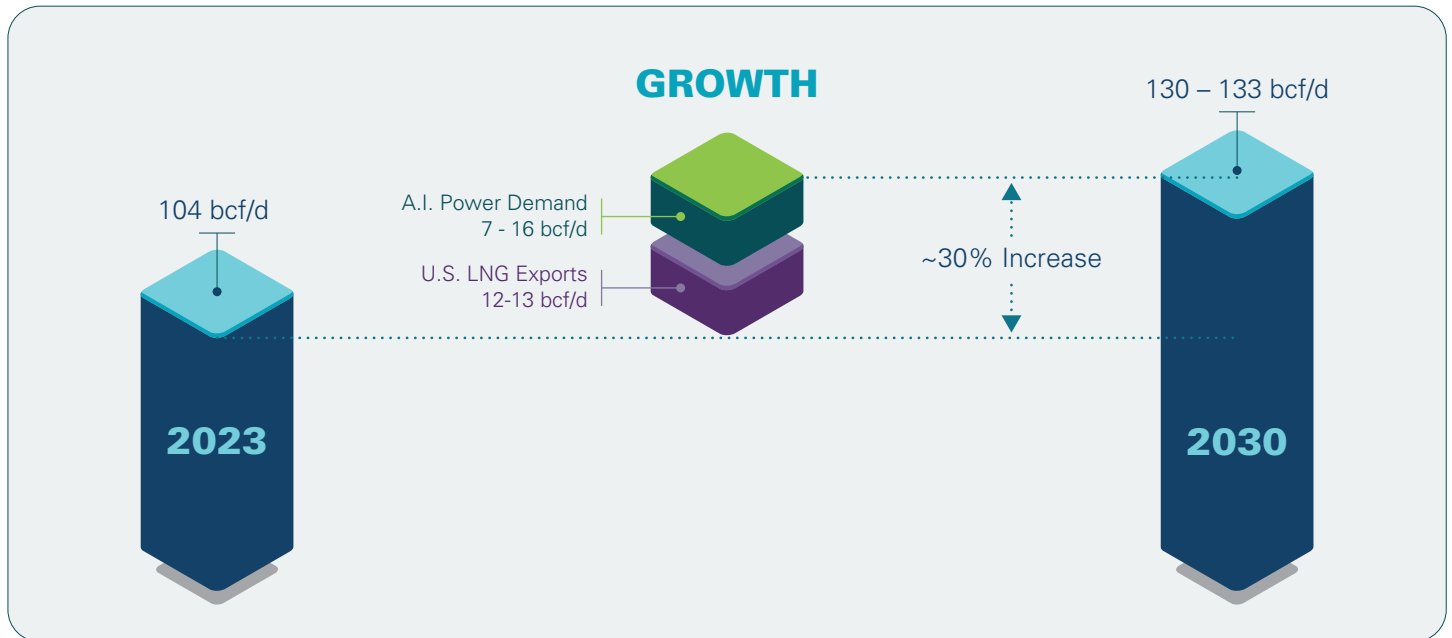 GROWTH
130 – 133 bcf/d
104 bcf/d
A.I. Power Demand
7 - 16 bcf/d
U.S. LNG Exports
12-13 bcf/d
~30% Increase
2023
2030